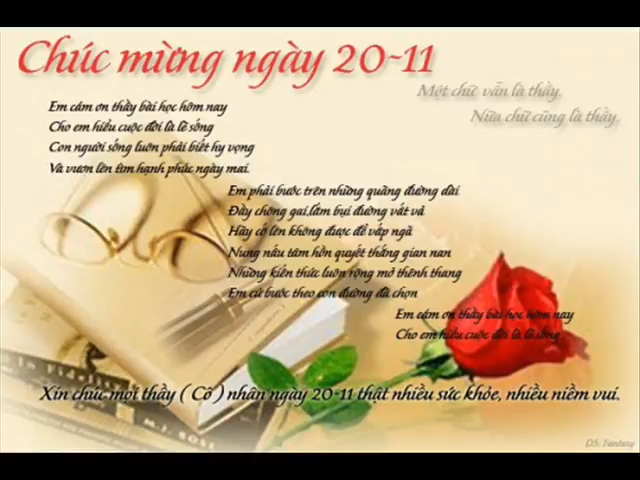 Chúc mừng ngày 20-11
Một chữ vẫn là thầy,
Nửa chữ cũng là thầy.
Em cám ơn thầy bài học hôm nay
Cho em hiểu cuộc đời là lẽ sống
Con người sống luôn phải biết hy vọng
Và vươn lên tìm hạnh phúc ngày mai.
Em phải bước trên những quãng đường dài
Đầy chông gai,lấm bụi đường vất vả
Hãy cố lên không được để vấp ngã
Nung nấu tâm hồn quyết thắng gian nan
Những kiến thức luôn rộng mở thênh thang
Em cứ bước theo con đường đã chọn
Em cám ơn thầy bài học hôm nay
Cho em hiểu cuộc đời là lẽ sống
Xin chúc mọi thầy ( Cô ) nhân ngày 20-11 thật nhiều sức khỏe, nhiều niềm vui.
M. J. ROSE
DS: Fantasy